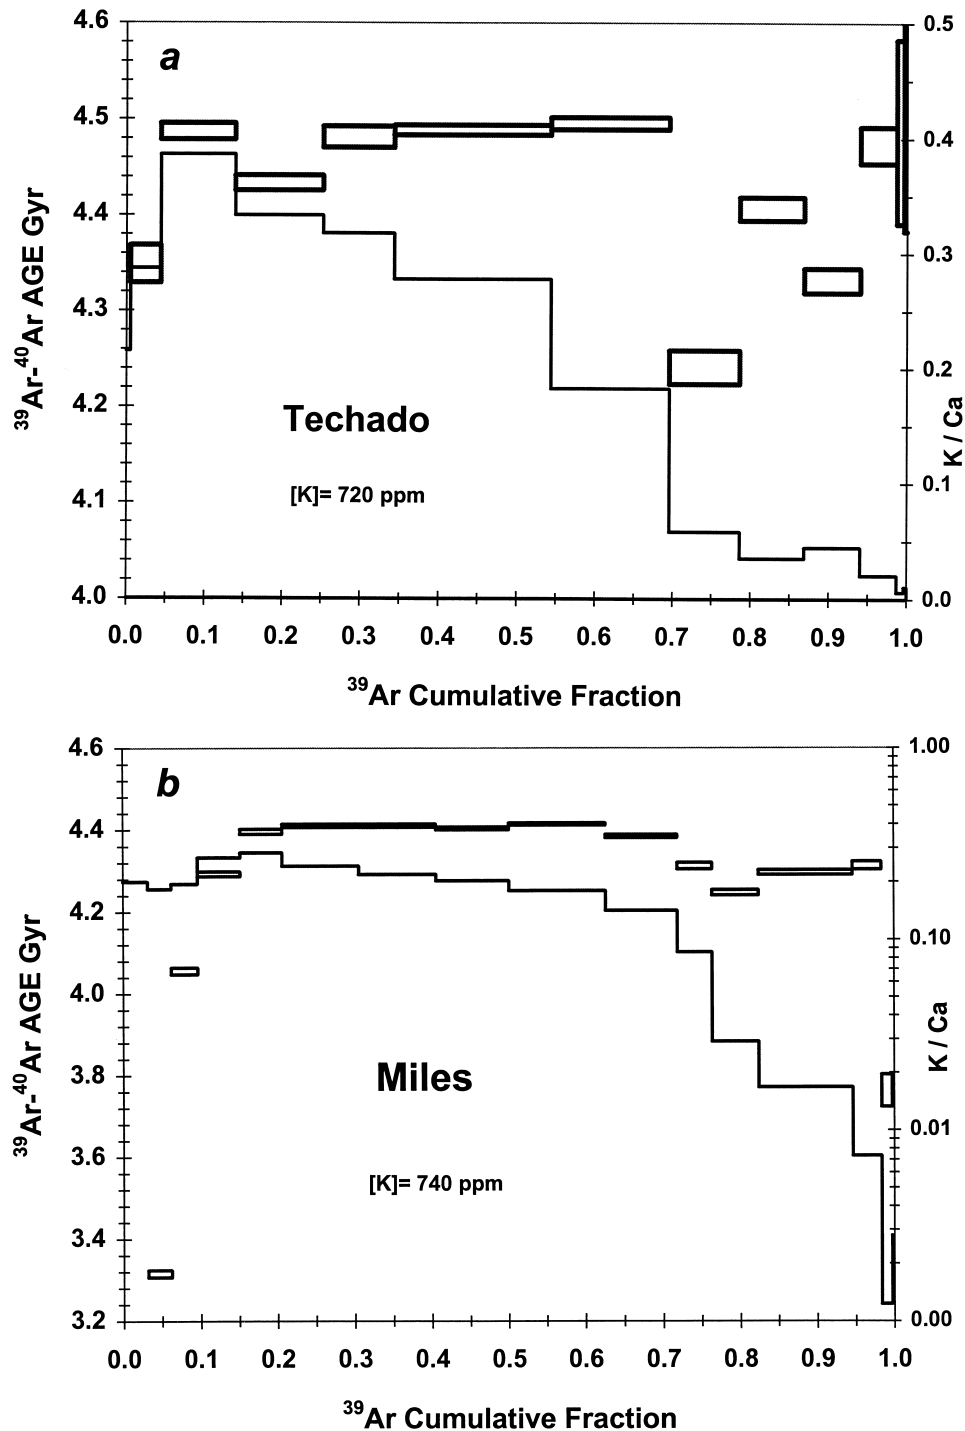 a
4.6
4.5
4.4
4.3
4.2
4.1
4.0
39Ar-40Ar AGE Gyr
0.5
0.4
0.3
0.2
0.1
0.0
K / Ca
Techado
[K]= 720 ppm
0.0 0.1 0.2 0.3 0.4 0.5 0.6 0.7 0.8 0.9 1.0
39Ar Cumulative Fraction
b
4.6
4.4
4.2
4.0
3.8
3.6
3.4
3.2
39Ar-40Ar AGE Gyr
1.00
0.10
0.01
0.00
K / Ca
Miles
[K]= 740 ppm
0.0 0.1 0.2 0.3 0.4 0.5 0.6 0.7 0.8 0.9 1.0
39Ar Cumulative Fraction